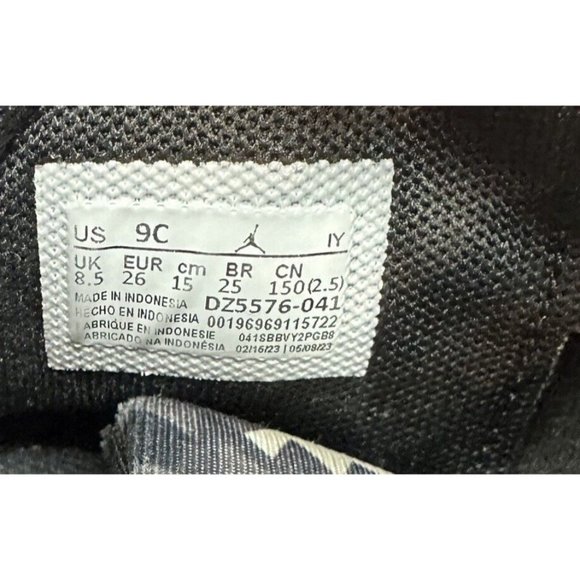 US 9C IY
UK EUR cm BR CN
8.5 26 15 25 150(2.5)
MADE IN INDONESIA DZ5576-041
HECHO EN INDONESIA 00196969115722
FABRIQUE EN INDONESIE 041SBBVY2PGB8
FABRICADO NA INDONÉSIA 02/16/23 | 05/08/23